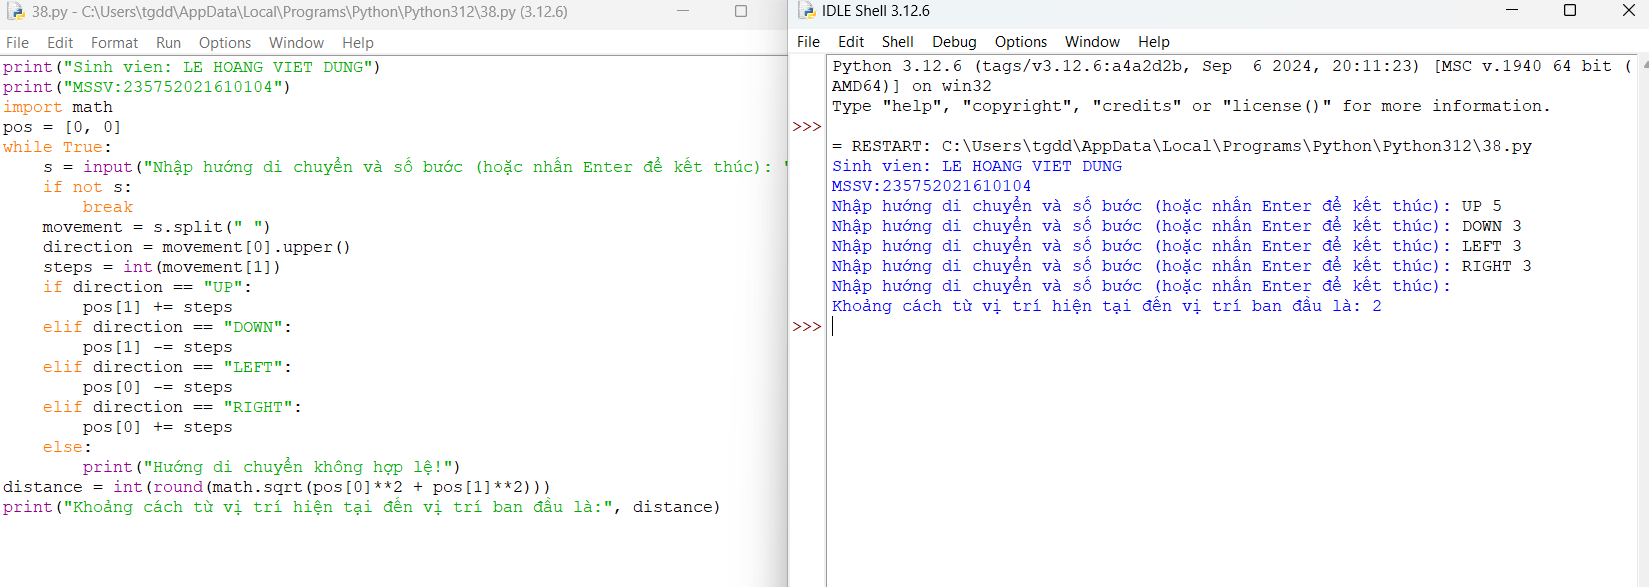 38.py - C:\Users\tgdd\AppData\Local\Programs\Python\Python312\38.py (3.12.6)
File Edit Format Run Options Window Help
print("Sinh vien: LE HOANG VIET DUNG")
print("MSSV:235752021610104")
import math
pos = [0, 0]
while True:
    s = input("Nhập hướng di chuyển và số bước (hoặc nhấn Enter để kết thúc): "
    if not s:
        break
    movement = s.split(" ")
    direction = movement[0].upper()
    steps = int(movement[1])
    if direction == "UP":
        pos[1] += steps
    elif direction == "DOWN":
        pos[1] -= steps
    elif direction == "LEFT":
        pos[0] -= steps
    elif direction == "RIGHT":
        pos[0] += steps
    else:
        print("Hướng di chuyển không hợp lệ!")
distance = int(round(math.sqrt(pos[0]**2 + pos[1]**2)))
print("Khoảng cách từ vị trí hiện tại đến vị trí ban đầu là:", distance)
IDLE Shell 3.12.6
File Edit Shell Debug Options Window Help
Python 3.12.6 (tags/v3.12.6:a4a2d2b, Sep  6 2024, 20:11:23) [MSC v.1940 64 bit (
AMD64)] on win32
Type "help", "copyright", "credits" or "license()" for more information.
>>>
= RESTART: C:\Users\tgdd\AppData\Local\Programs\Python\Python312\38.py
Sinh vien: LE HOANG VIET DUNG
MSSV:235752021610104
Nhập hướng di chuyển và số bước (hoặc nhấn Enter để kết thúc): UP 5
Nhập hướng di chuyển và số bước (hoặc nhấn Enter để kết thúc): DOWN 3
Nhập hướng di chuyển và số bước (hoặc nhấn Enter để kết thúc): LEFT 3
Nhập hướng di chuyển và số bước (hoặc nhấn Enter để kết thúc): RIGHT 3
Nhập hướng di chuyển và số bước (hoặc nhấn Enter để kết thúc):
Khoảng cách từ vị trí hiện tại đến vị trí ban đầu là: 2
>>>